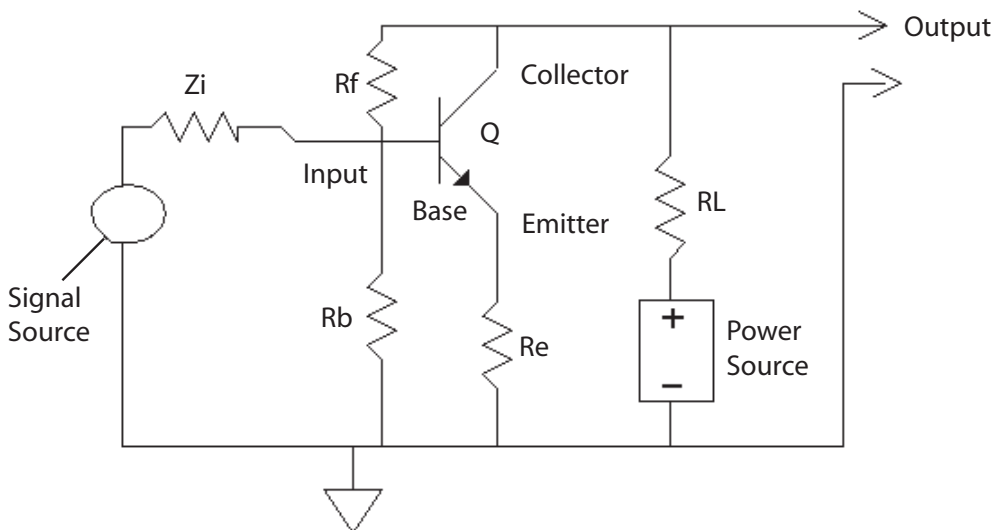 Output
Rf
Collector
Zi
Q
Input
Base
Emitter
RL
Signal
Source
Rb
Re
+
−
Power
Source